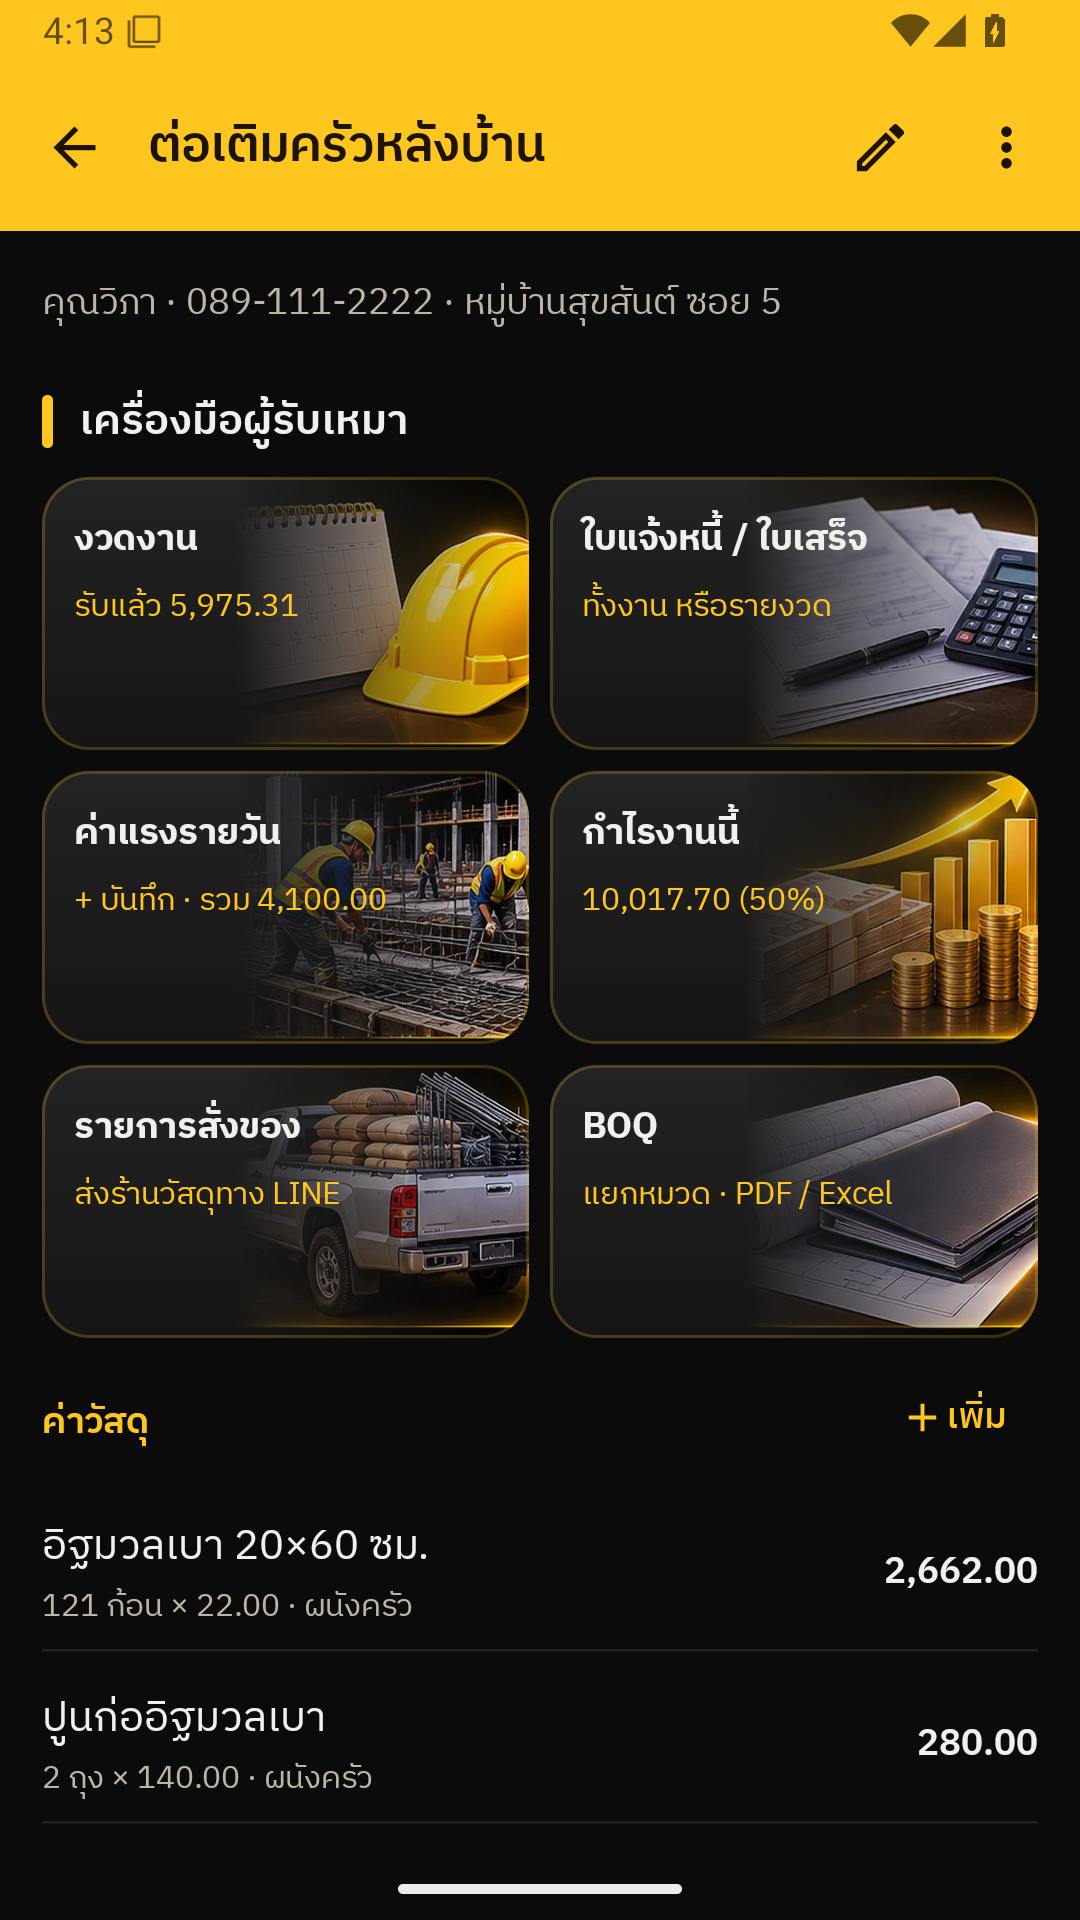 4:13
ต่อเติมครัวหลังบ้าน
คุณวิภา · 089-111-2222 · หมู่บ้านสุขสันต์ ซอย 5
เครื่องมือผู้รับเหมา
งวดงาน
รับแล้ว 5,975.31
ใบแจ้งหนี้ / ใบเสร็จ
ทั้งงาน หรือรายงวด
ค่าแรงรายวัน
+ บันทึก · รวม 4,100.00
กำไรงานนี้
10,017.70 (50%)
รายการสั่งของ
ส่งร้านวัสดุทาง LINE
BOQ
แยกหมวด · PDF / Excel
ค่าวัสดุ
+ เพิ่ม
อิฐมวลเบา 20×60 ซม.
2,662.00
121 ก้อน × 22.00 · ผนังครัว
ปูนก่ออิฐมวลเบา
280.00
2 ถุง × 140.00 · ผนังครัว